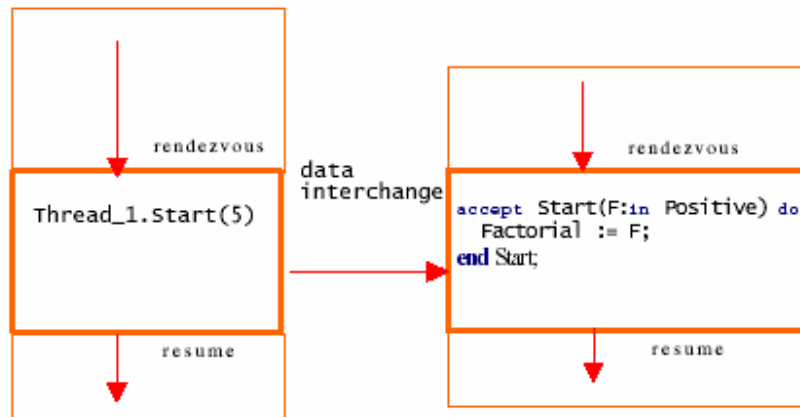 rendezvous
Thread_1.Start(5)
resume
data
interchange
rendezvous
accept Start(F:in Positive) do
Factorial := F;
end Start;
resume